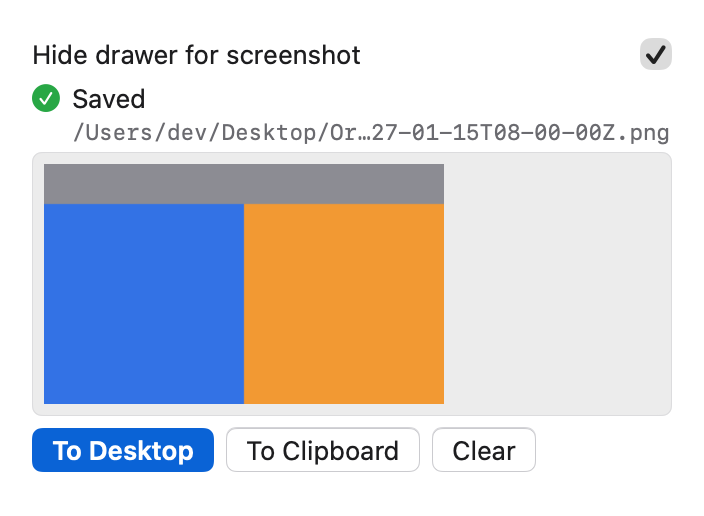 Hide drawer for screenshot
Saved
/Users/dev/Desktop/Or…27-01-15T08-00-00Z.png
To Desktop
To Clipboard
Clear